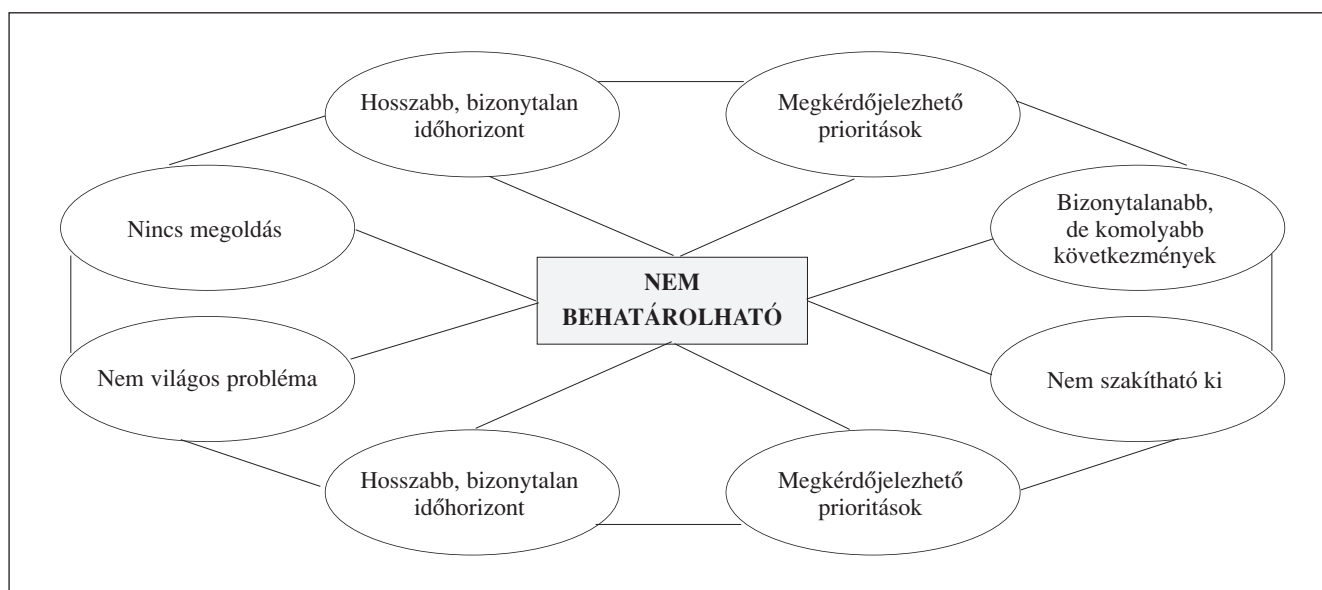 Hosszabb, bizonytalan
időhorizont
Megkérdőjelezhető
prioritások
Nincs megoldás
Bizonytalanabb,
de komolyabb
következmények
NEM
BEHATÁROLHATÓ
Nem világos probléma
Nem szakítható ki
Hosszabb, bizonytalan
időhorizont
Megkérdőjelezhető
prioritások